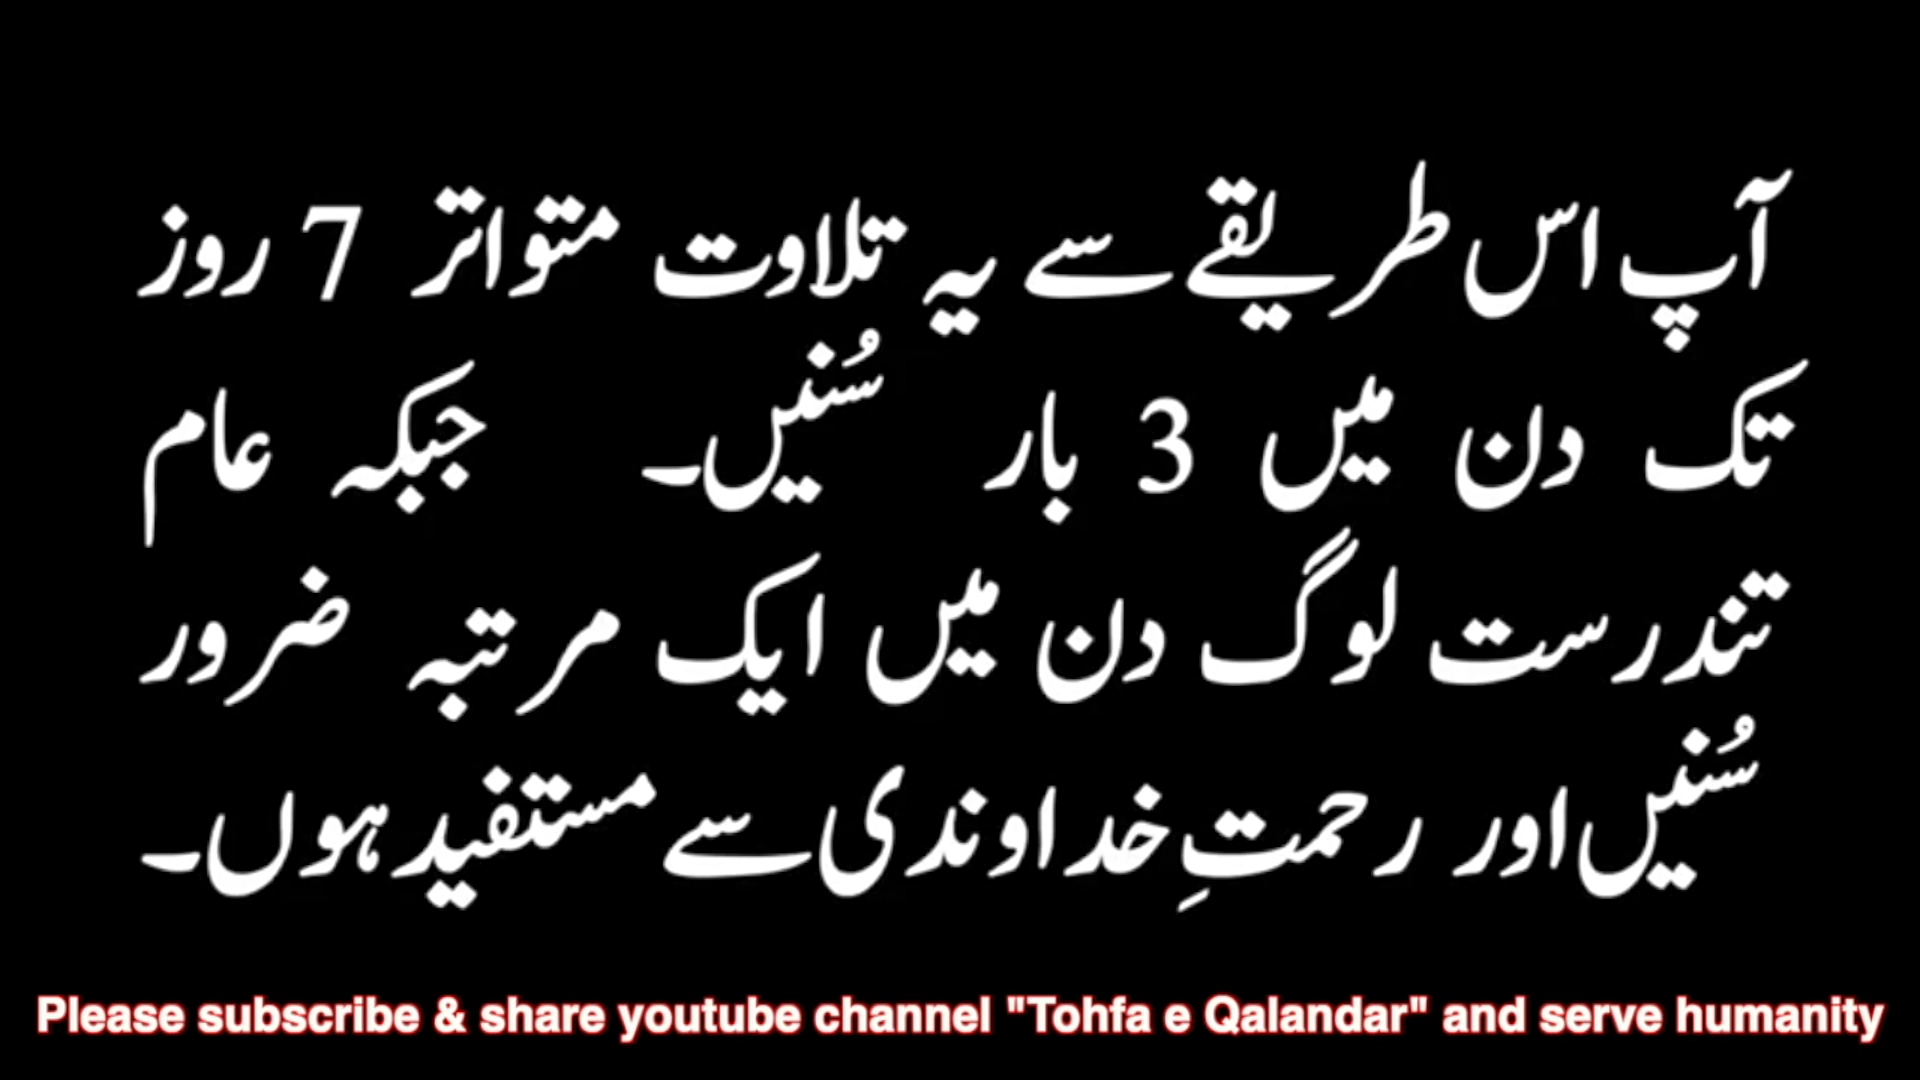 آپ اس طریقے سے یہ تلاوت متواتر 7 روز
تک دن میں 3 بار سُنیں۔ جبکہ عام
تندرست لوگ دن میں ایک مرتبہ ضرور
سُنیں اور رحمتِ خداوندی سے مستفید ہوں۔
Please subscribe & share youtube channel "Tohfa e Qalandar" and serve humanity